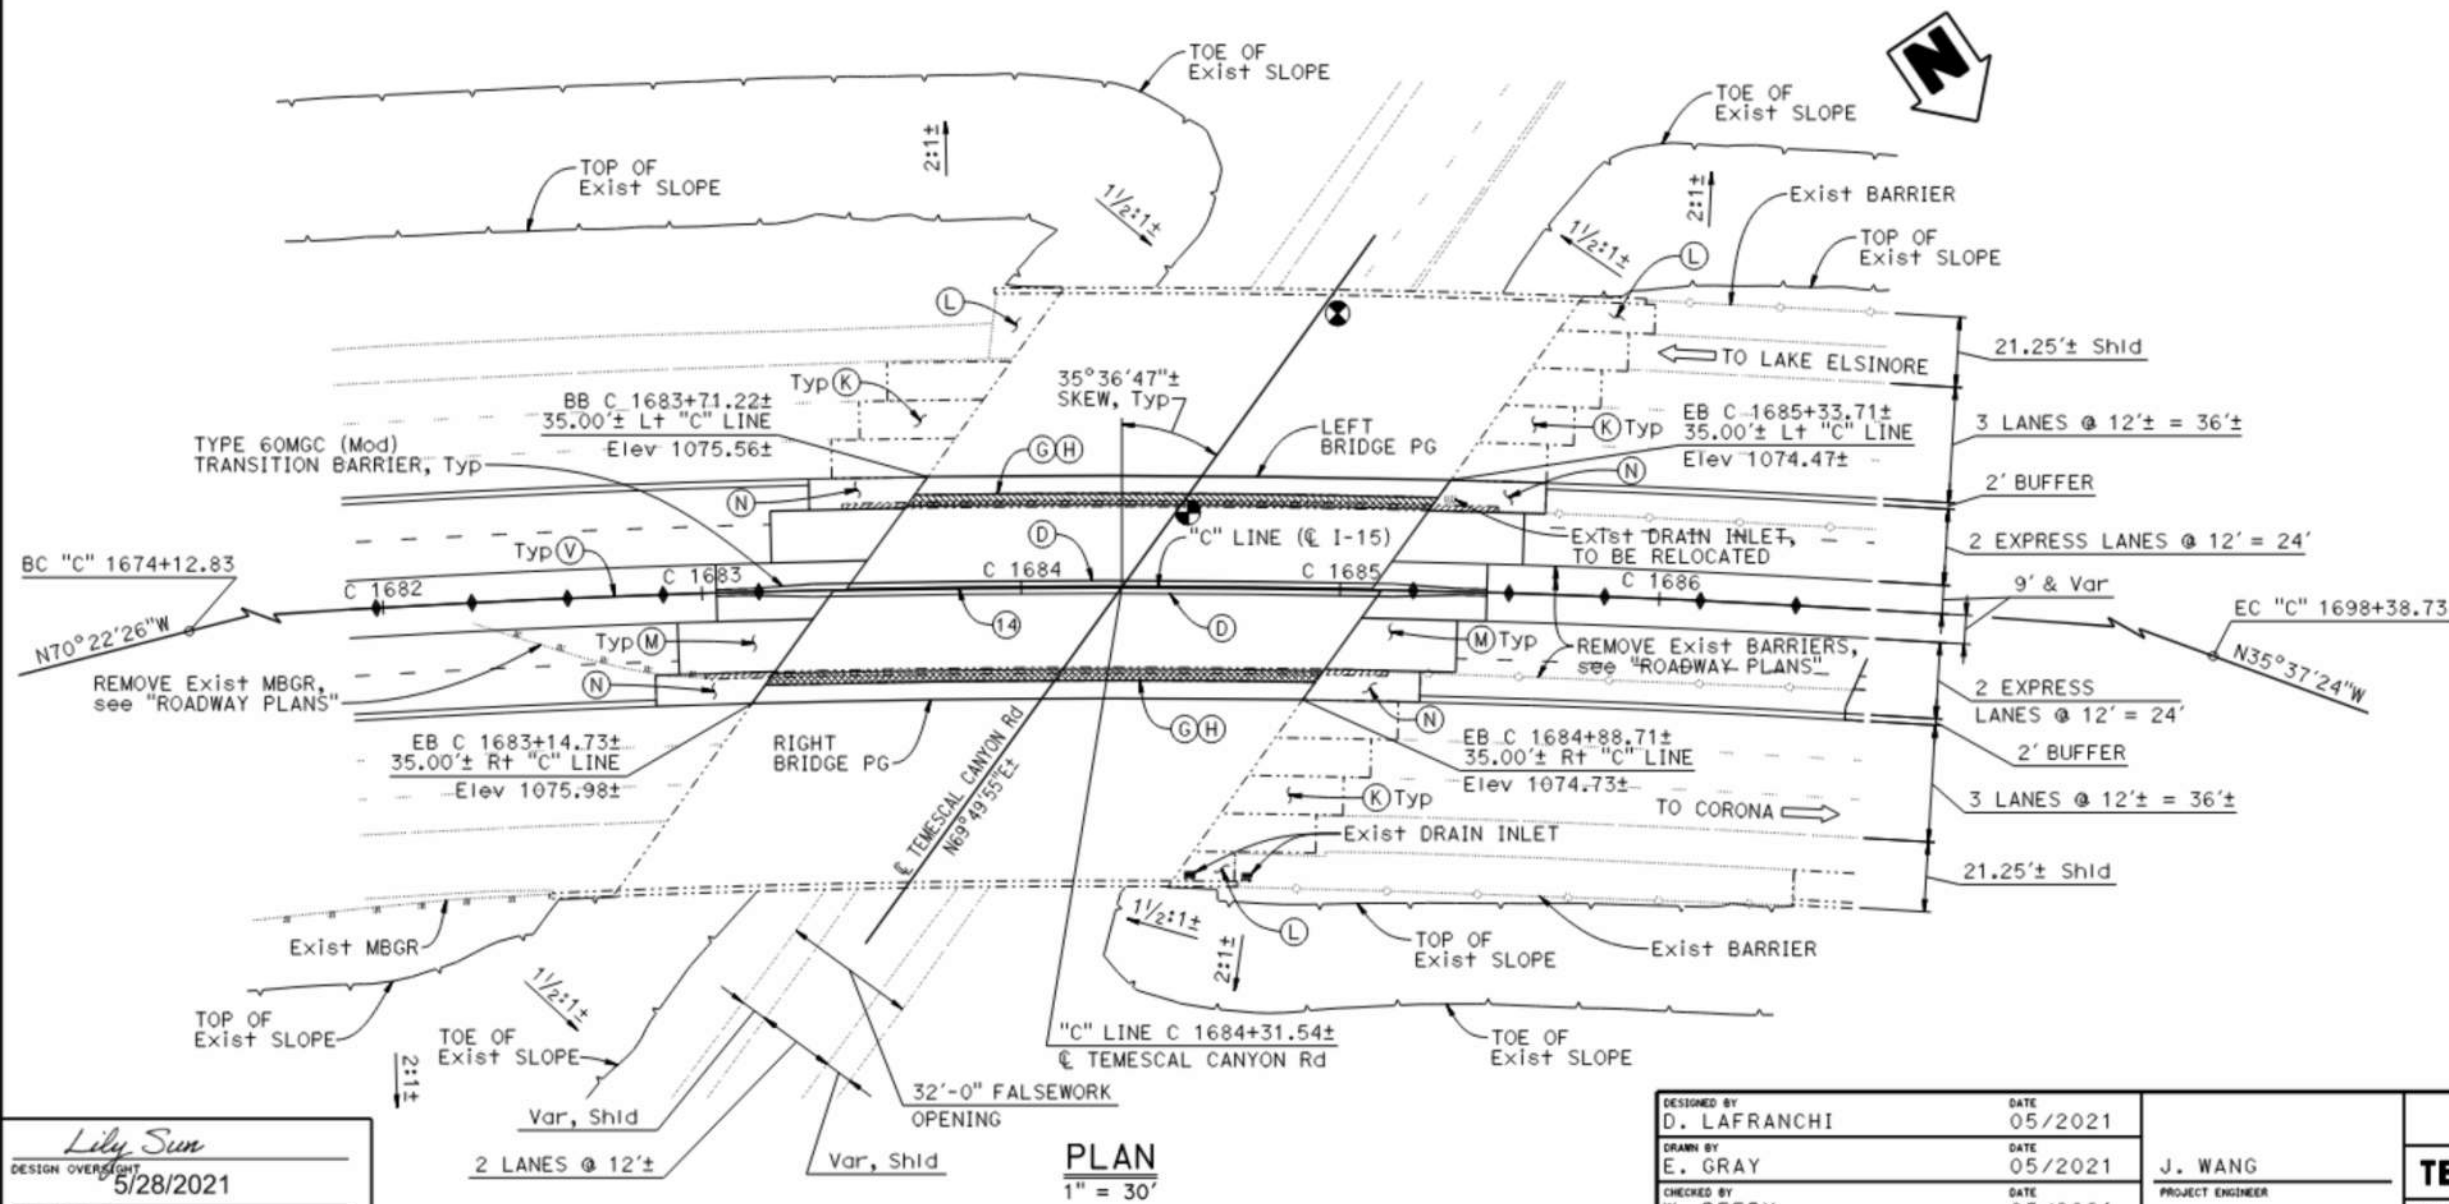 TOE OF
Exist SLOPE
N
TOE OF
Exist SLOPE
2:1±
TOP OF
Exist SLOPE
1½:1±
2:1±
Exist BARRIER
1½:1±
TOP OF
Exist SLOPE
L
L
21.25'± Shld
TO LAKE ELSINORE
Typ K
35°36'47"±
SKEW, Typ
BB C 1683+71.22±
35.00'± Lt "C" LINE
Elev 1075.56±
LEFT
BRIDGE PG
K Typ
EB C 1685+33.71±
35.00'± Lt "C" LINE
Elev 1074.47±
3 LANES @ 12'± = 36'±
TYPE 60MGC (Mod)
TRANSITION BARRIER, Typ
G H
N
N
2' BUFFER
"C" LINE (℄ I-15)
D
Exist DRAIN INLET,
TO BE RELOCATED
2 EXPRESS LANES @ 12' = 24'
BC "C" 1674+12.83
Typ V
C 1682
C 1683
C 1684
C 1685
C 1686
9' & Var
EC "C" 1698+38.73
N70°22'26"W
14
D
Typ M
M Typ
REMOVE Exist BARRIERS,
see "ROADWAY PLANS"
N35°37'24"W
REMOVE Exist MBGR,
see "ROADWAY PLANS"
N
N
2 EXPRESS
LANES @ 12' = 24'
G H
EB C 1683+14.73±
35.00'± Rt "C" LINE
Elev 1075.98±
RIGHT
BRIDGE PG
℄ TEMESCAL CANYON Rd
N69°49'55"E±
EB C 1684+88.71±
35.00'± Rt "C" LINE
Elev 1074.73±
2' BUFFER
K Typ
TO CORONA
3 LANES @ 12'± = 36'±
Exist DRAIN INLET
21.25'± Shld
Exist MBGR
1½:1±
L
TOP OF
Exist SLOPE
Exist BARRIER
2:1±
1½:1±
TOP OF
Exist SLOPE
TOE OF
Exist SLOPE
2:1±
"C" LINE C 1684+31.54±
℄ TEMESCAL CANYON Rd
TOE OF
Exist SLOPE
32'-0" FALSEWORK
OPENING
Var, Shld
2 LANES @ 12'±
Var, Shld
PLAN
1" = 30'
Lily Sun
DESIGN OVERSIGHT
5/28/2021
DESIGNED BY
D. LAFRANCHI
DATE
05/2021
DRAWN BY
E. GRAY
DATE
05/2021
CHECKED BY
DATE
J. WANG
PROJECT ENGINEER